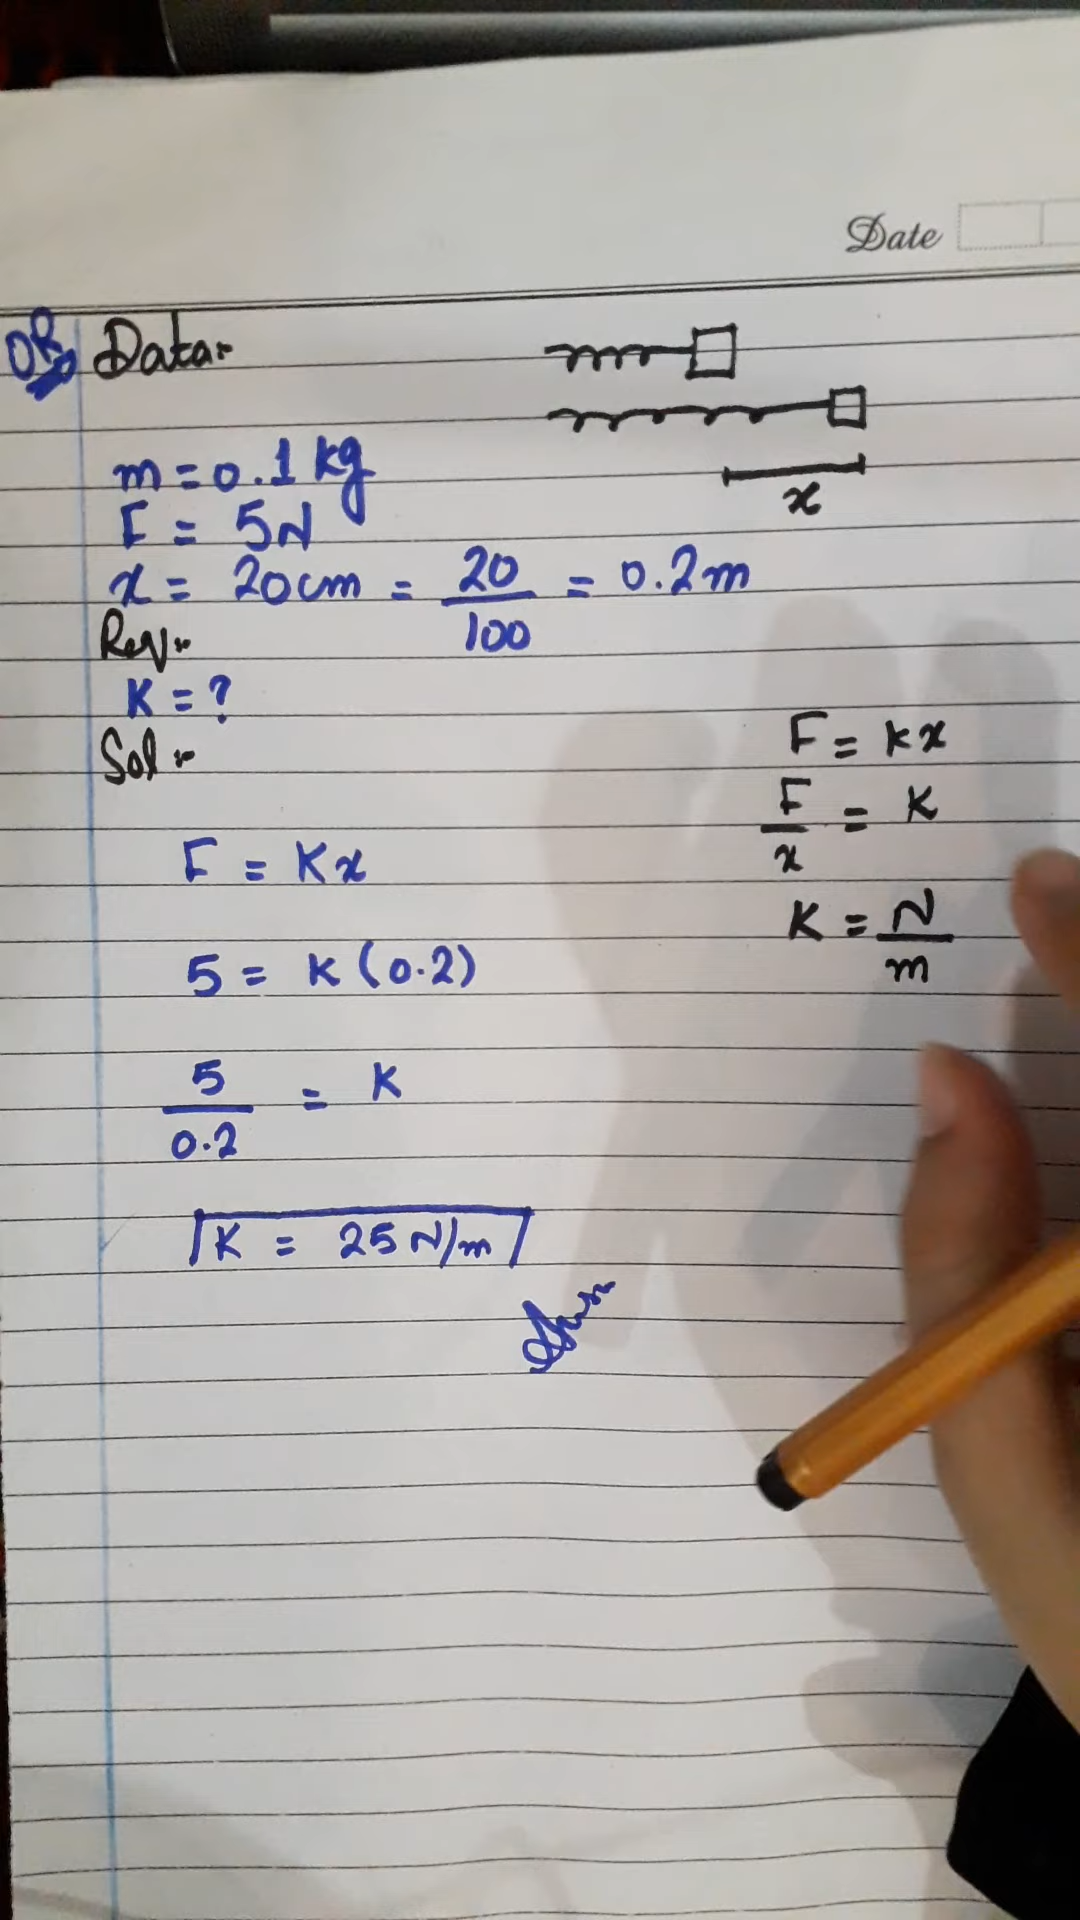 Date
OR Data:-
x
m = 0.1 kg
F = 5N
x = 20cm = 20/100 = 0.2m
Req:-
K = ?
Sol:-
F = Kx
5 = K (0.2)
5/0.2 = K
K = 25 N/m
Ans
F = Kx
F/x = K
K = N/m